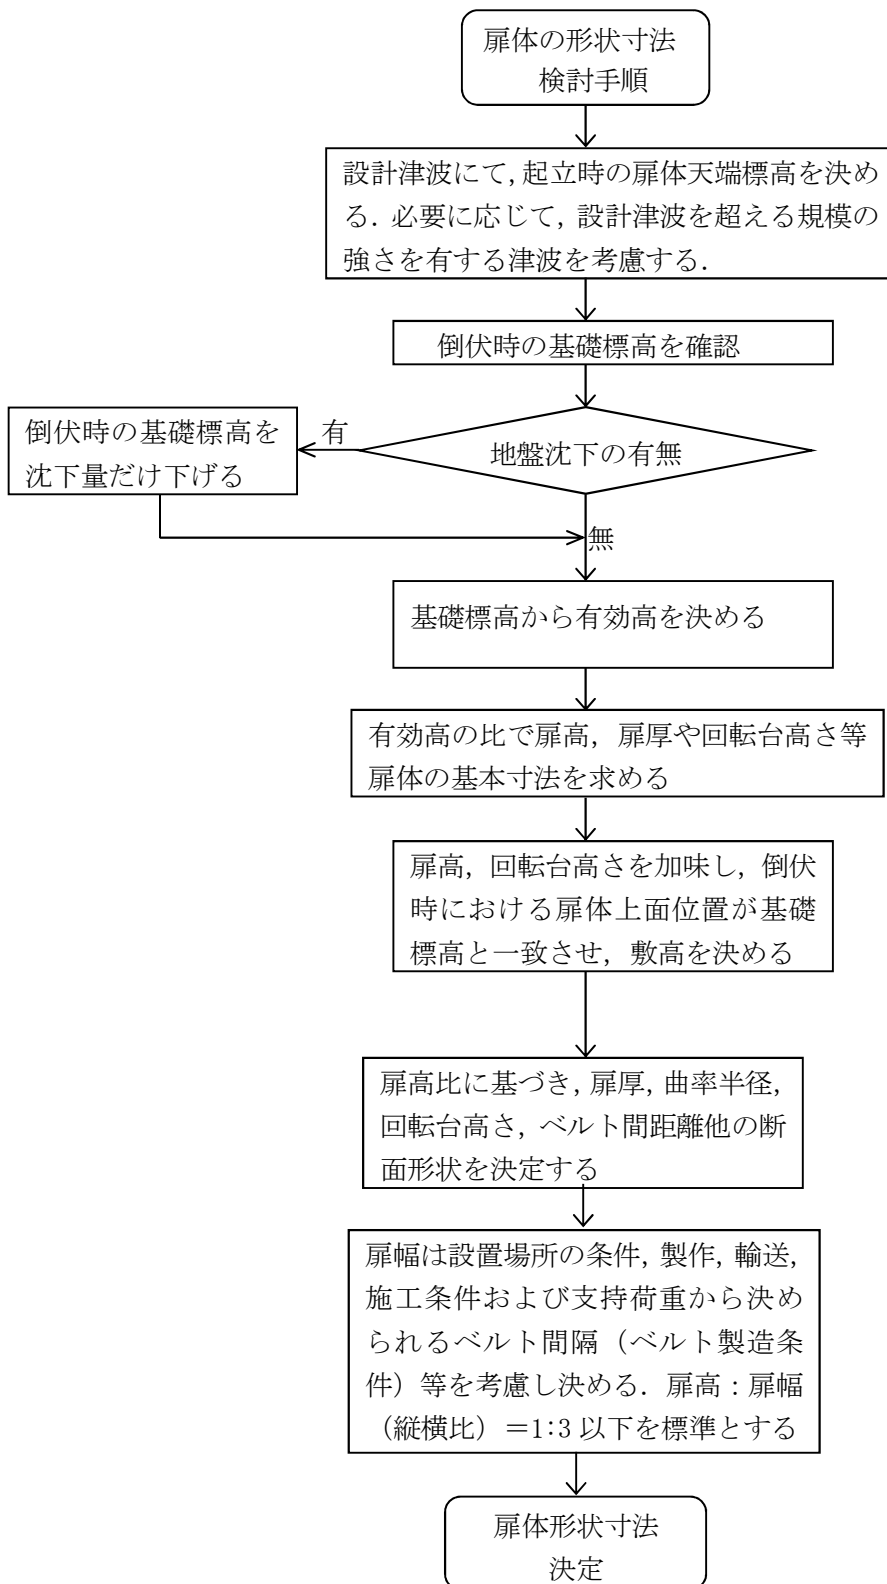 扉体の形状寸法
検討手順
設計津波にて,起立時の扉体天端標高を決め
る．必要に応じて,設計津波を超える規模の
強さを有する津波を考慮する．
倒伏時の基礎標高を確認
倒伏時の基礎標高を
沈下量だけ下げる
有
地盤沈下の有無
無
基礎標高から有効高を決める
有効高の比で扉高，扉厚や回転台高さ等
扉体の基本寸法を求める
扉高，回転台高さを加味し，倒伏
時における扉体上面位置が基礎
標高と一致させ，敷高を決める
扉高比に基づき,扉厚,曲率半径,
回転台高さ,ベルト間距離他の断
面形状を決定する
扉幅は設置場所の条件,製作,輸送,
施工条件および支持荷重から決め
られるベルト間隔（ベルト製造条
件）等を考慮し決める．扉高：扉幅
（縦横比）＝1:3 以下を標準とする
扉体形状寸法
決定